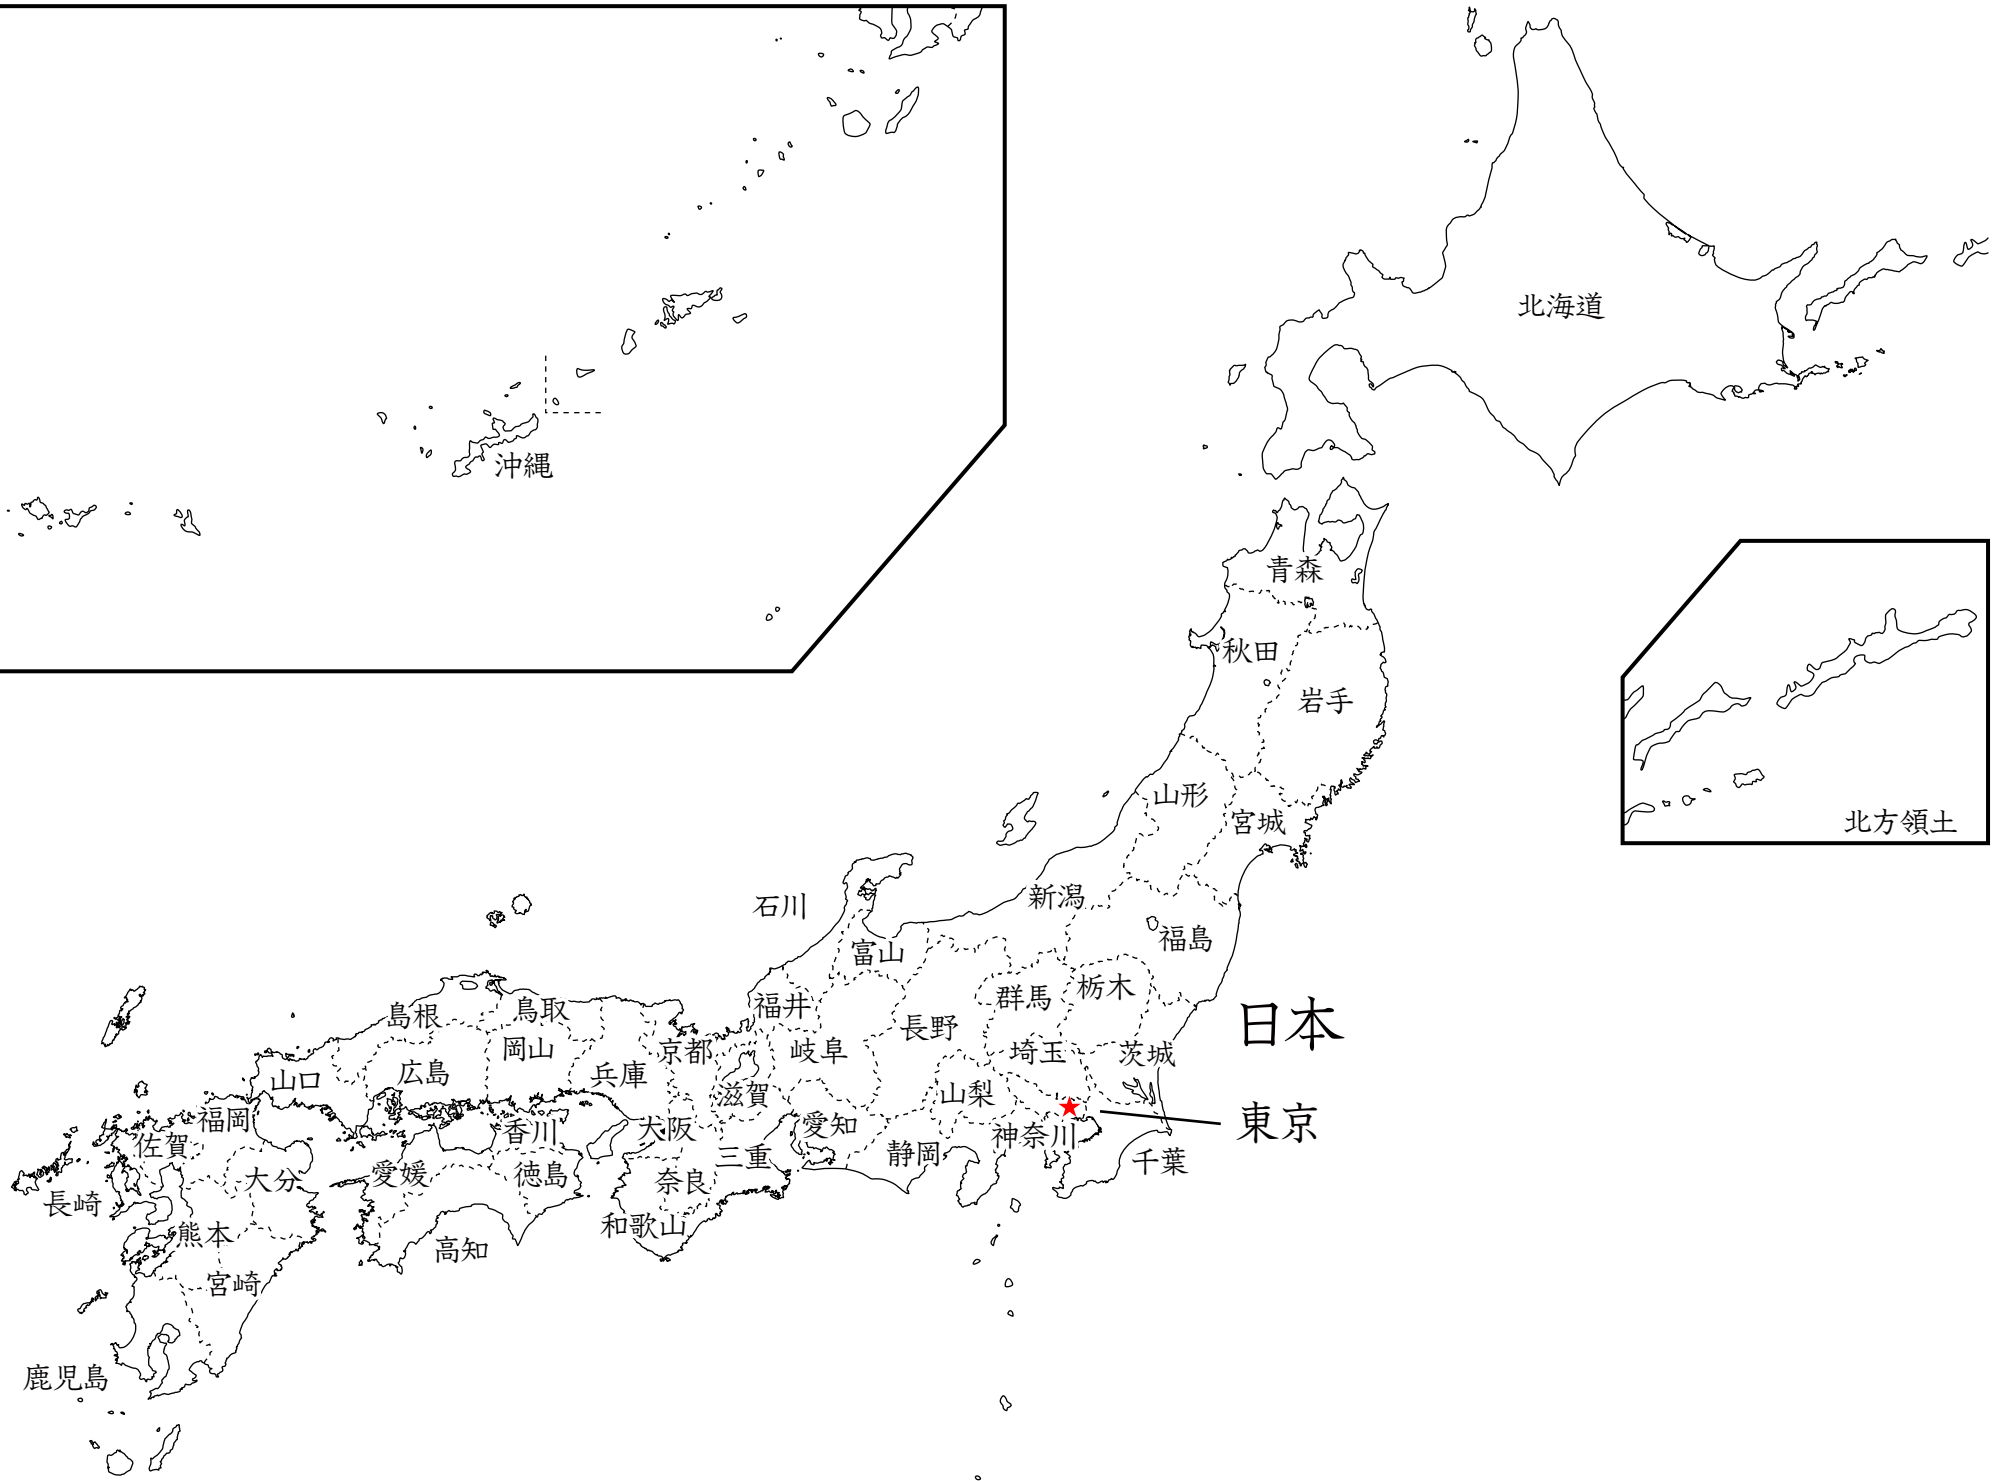 北海道
沖縄
青森
秋田
岩手
山形
宮城
北方領土
新潟
石川
福島
富山
栃木
群馬
福井
島根
鳥取
日本
長野
岡山
京都
岐阜
埼玉
茨城
広島
兵庫
山口
滋賀
山梨
福岡
東京
愛知
香川
大阪
神奈川
佐賀
静岡
三重
千葉
愛媛
徳島
大分
奈良
長崎
和歌山
熊本
高知
宮崎
鹿児島